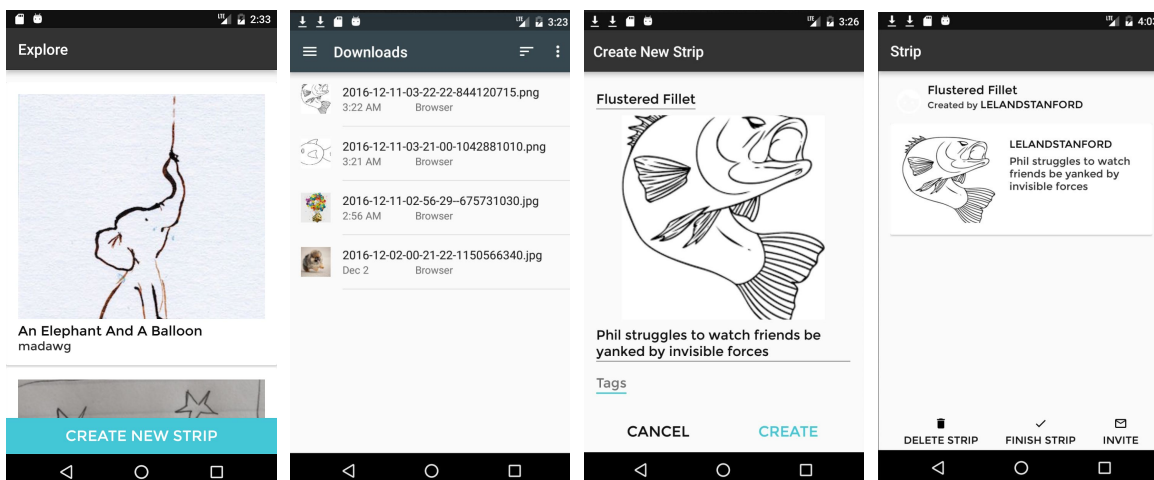 LTE 2:33
Explore
An Elephant And A Balloon
madawg
CREATE NEW STRIP
LTE 3:23
Downloads
2016-12-11-03-22-22-844120715.png
3:22 AM Browser
2016-12-11-03-21-00-1042881010.png
3:21 AM Browser
2016-12-11-02-56-29--675731030.jpg
2:56 AM Browser
2016-12-02-00-21-22-1150566340.jpg
Dec 2 Browser
LTE 3:26
Create New Strip
Flustered Fillet
Phil struggles to watch friends be
yanked by invisible forces
Tags
CANCEL CREATE
LTE 4:03
Strip
Flustered Fillet
Created by LELANDSTANFORD
LELANDSTANFORD
Phil struggles to watch
friends be yanked by
invisible forces
DELETE STRIP FINISH STRIP INVITE